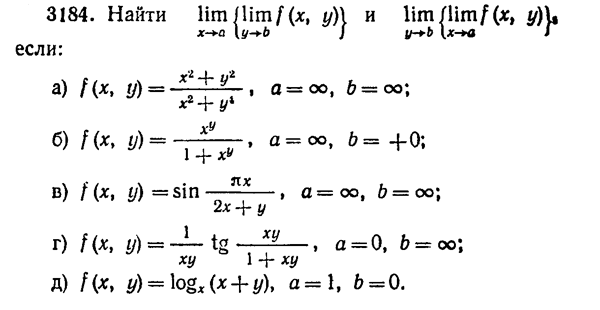 3184. Найти lim_{x→a} {lim_{y→b} f(x, y)} и lim_{y→b} {lim_{x→a} f(x, y)},
если:
а) f(x, y) = (x² + y²)/(x² + y⁴), a = ∞, b = ∞;
б) f(x, y) = x^y/(1 + x^y), a = ∞, b = +0;
в) f(x, y) = sin πx/(2x + y), a = ∞, b = ∞;
г) f(x, y) = 1/(xy) tg xy/(1 + xy), a = 0, b = ∞;
д) f(x, y) = log_x (x + y), a = 1, b = 0.